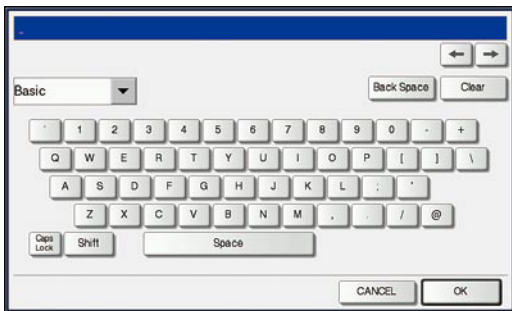 Basic
Back Space Clear
` 1 2 3 4 5 6 7 8 9 0 - +
Q W E R T Y U I O P [ ] \
A S D F G H J K L ; '
Z X C V B N M , . / @
Caps Lock Shift Space
CANCEL OK